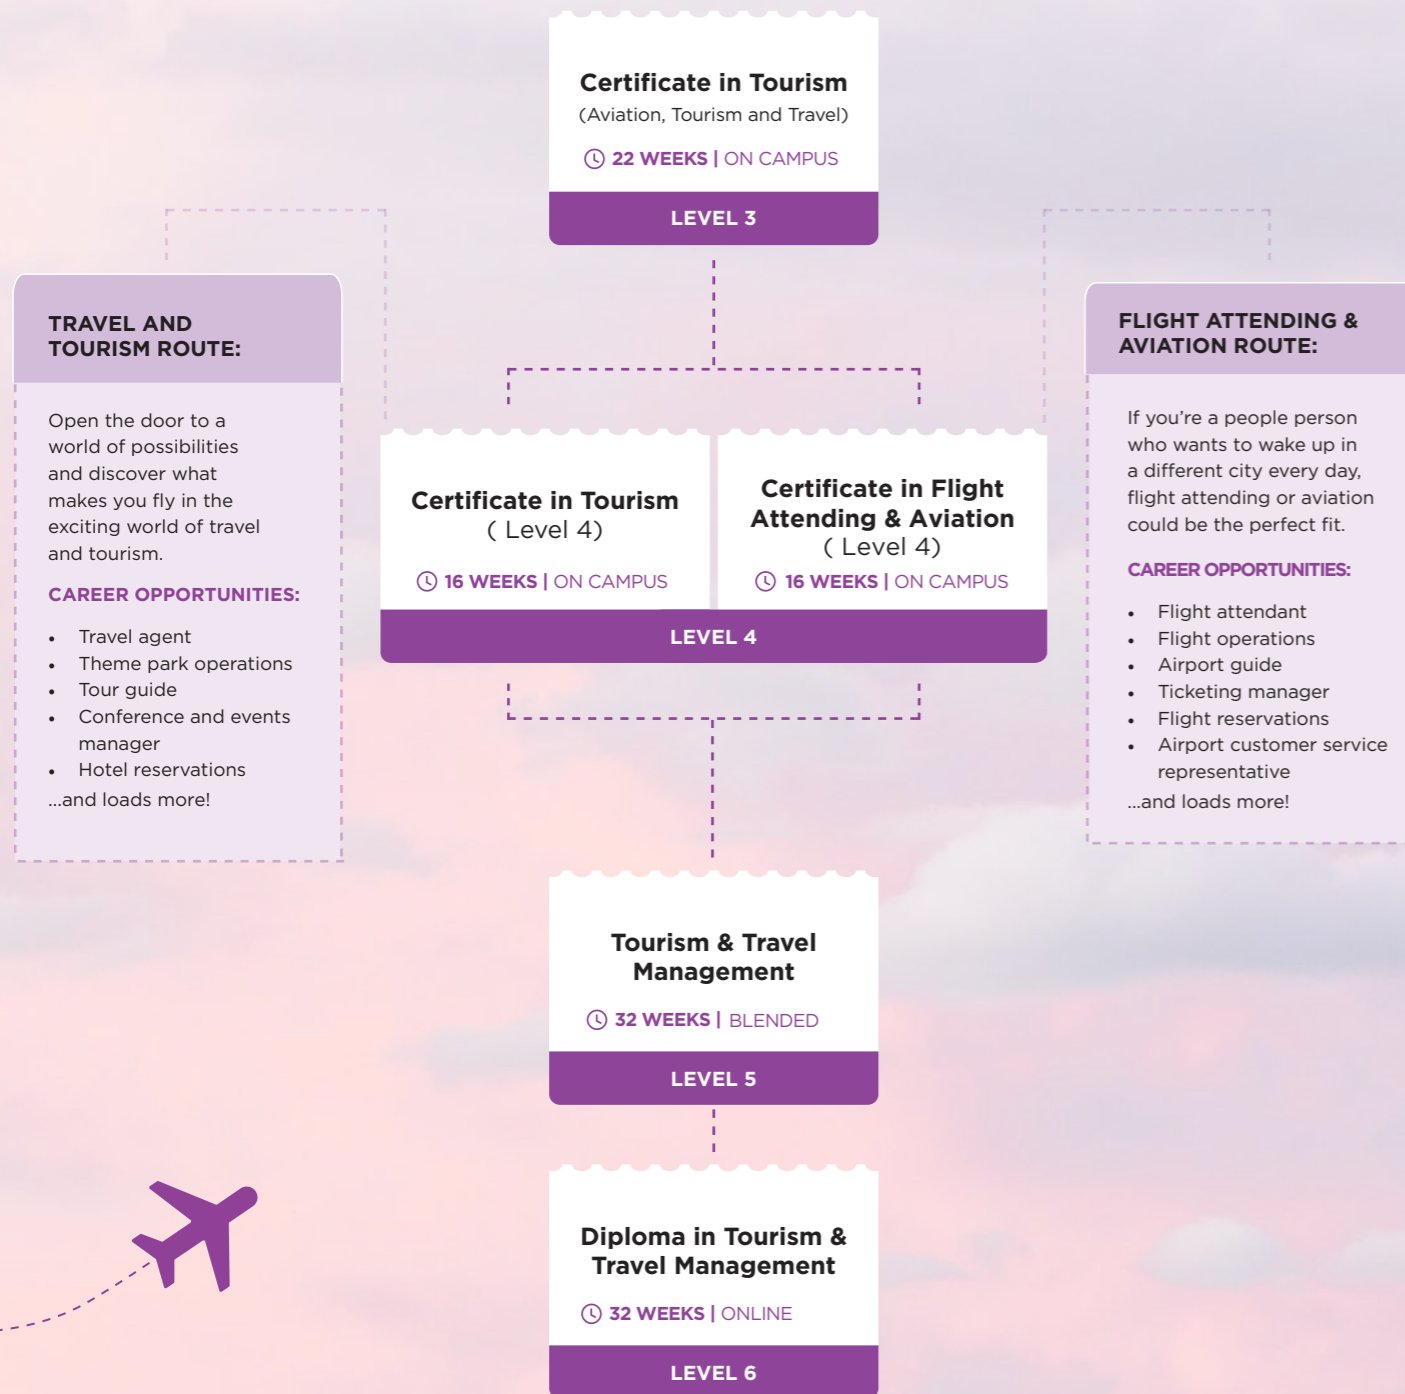 Certificate in Tourism
(Aviation, Tourism and Travel)
22 WEEKS | ON CAMPUS
LEVEL 3
TRAVEL AND
TOURISM ROUTE:
Open the door to a
world of possibilities
and discover what
makes you fly in the
exciting world of travel
and tourism.
CAREER OPPORTUNITIES:
• Travel agent
• Theme park operations
• Tour guide
• Conference and events
manager
• Hotel reservations
...and loads more!
Certificate in Tourism
( Level 4)
16 WEEKS | ON CAMPUS
Certificate in Flight
Attending & Aviation
( Level 4)
16 WEEKS | ON CAMPUS
LEVEL 4
FLIGHT ATTENDING &
AVIATION ROUTE:
If you’re a people person
who wants to wake up in
a different city every day,
flight attending or aviation
could be the perfect fit.
CAREER OPPORTUNITIES:
• Flight attendant
• Flight operations
• Airport guide
• Ticketing manager
• Flight reservations
• Airport customer service
representative
...and loads more!
Tourism & Travel
Management
32 WEEKS | BLENDED
LEVEL 5
Diploma in Tourism &
Travel Management
32 WEEKS | ONLINE
LEVEL 6